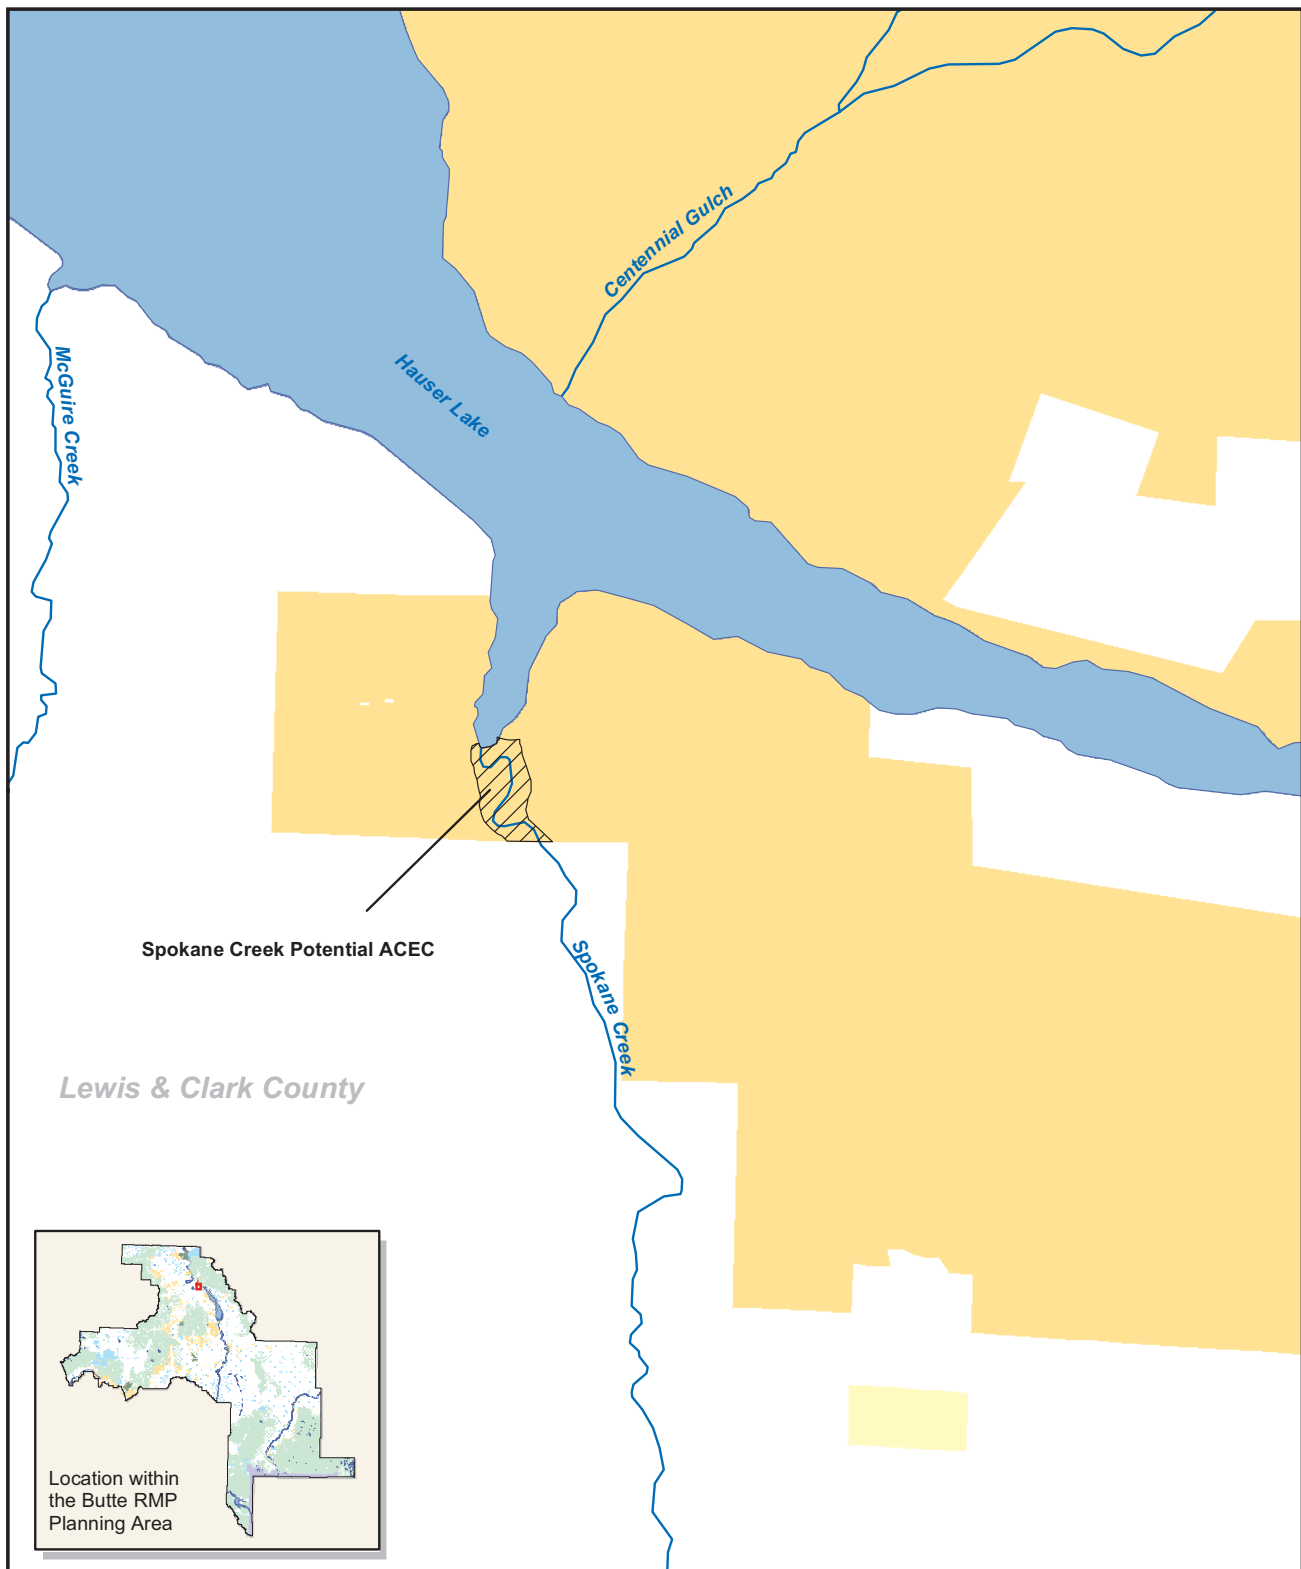 Centennial Gulch
Hauser Lake
McGuire Creek
Spokane Creek Potential ACEC
Spokane Creek
Lewis & Clark County
Location within
the Butte RMP
Planning Area